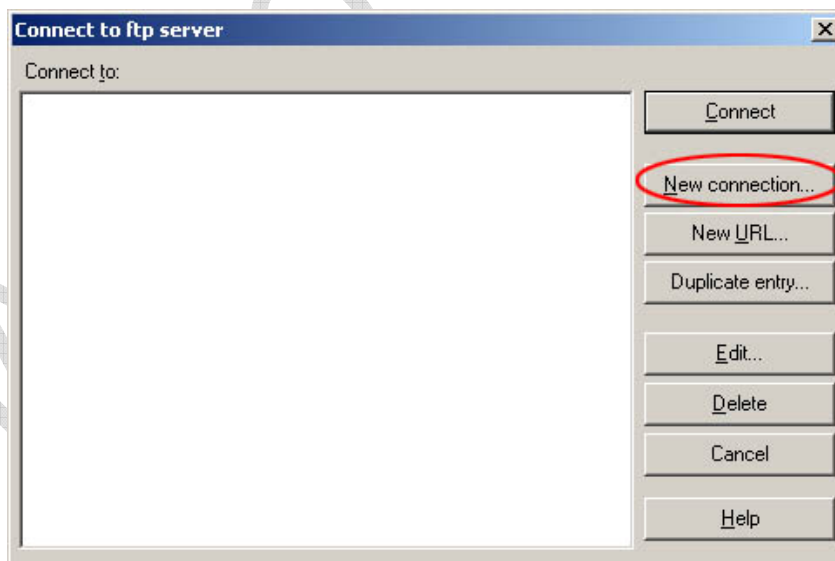 Connect to ftp server
Connect to:
Connect
New connection...
New URL...
Duplicate entry...
Edit...
Delete
Cancel
Help